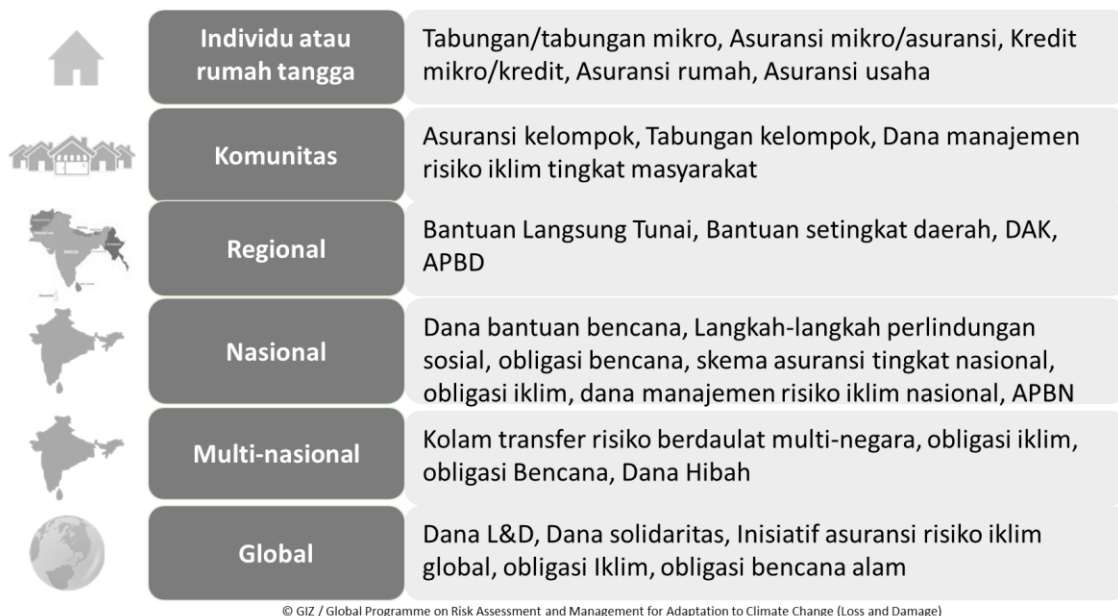 Individu atau
rumah tangga
Tabungan/tabungan mikro, Asuransi mikro/asuransi, Kredit
mikro/kredit, Asuransi rumah, Asuransi usaha
Komunitas
Asuransi kelompok, Tabungan kelompok, Dana manajemen
risiko iklim tingkat masyarakat
Regional
Bantuan Langsung Tunai, Bantuan setingkat daerah, DAK,
APBD
Nasional
Dana bantuan bencana, Langkah-langkah perlindungan
sosial, obligasi bencana, skema asuransi tingkat nasional,
obligasi iklim, dana manajemen risiko iklim nasional, APBN
Multi-nasional
Kolam transfer risiko berdaulat multi-negara, obligasi iklim,
obligasi Bencana, Dana Hibah
Global
Dana L&D, Dana solidaritas, Inisiatif asuransi risiko iklim
global, obligasi Iklim, obligasi bencana alam
© GIZ / Global Programme on Risk Assessment and Management for Adaptation to Climate Change (Loss and Damage)